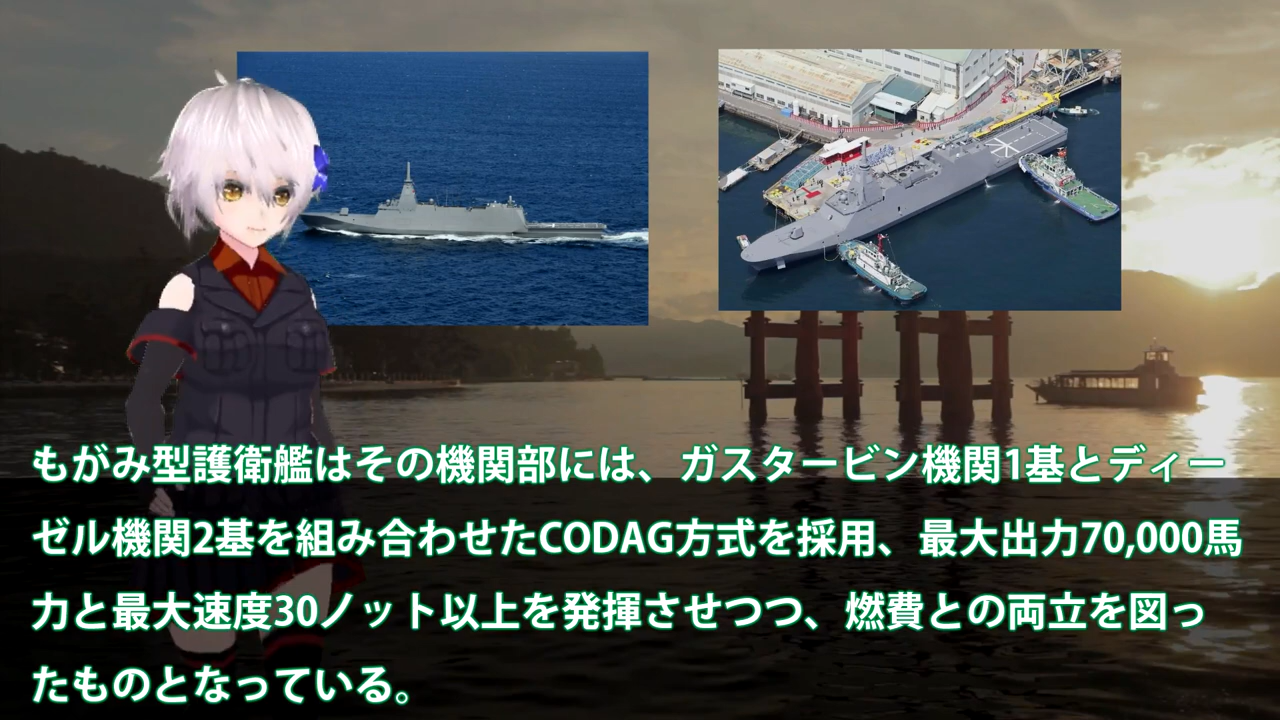 もがみ型護衛艦はその機関部には、ガスタービン機関1基とディー
ゼル機関2基を組み合わせたCODAG方式を採用、最大出力70,000馬
力と最大速度30ノット以上を発揮させつつ、燃費との両立を図っ
たものとなっている。